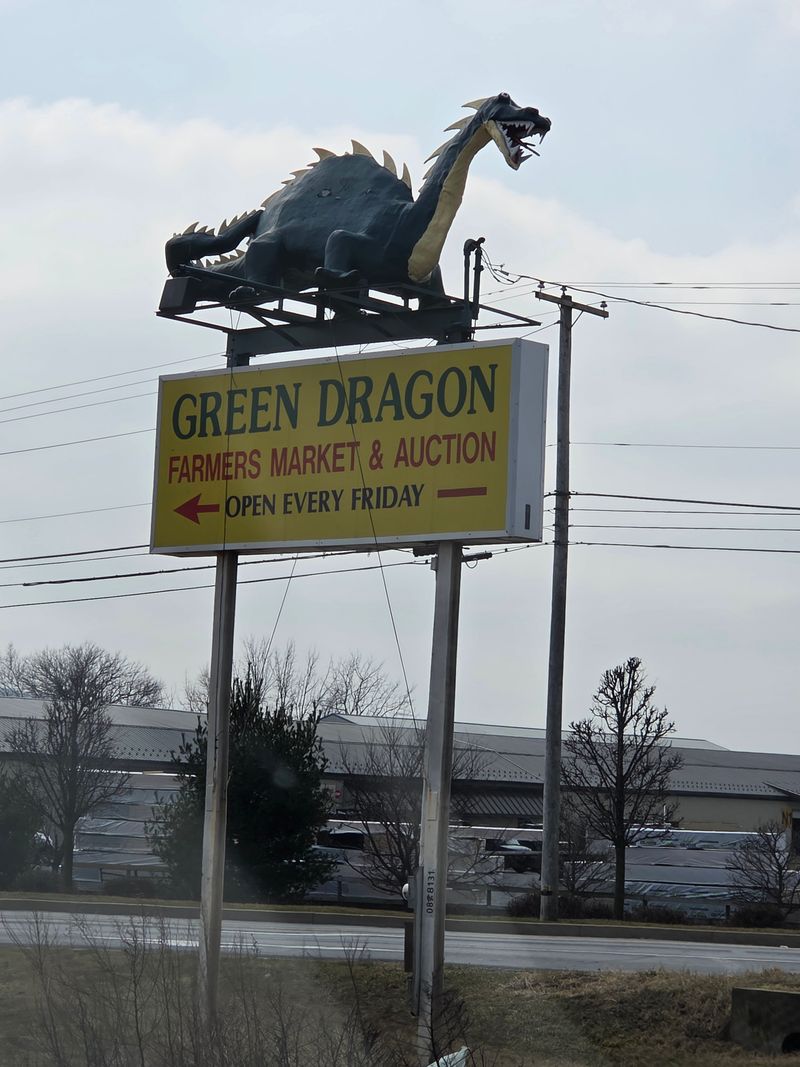 GREEN DRAGON
FARMERS MARKET & AUCTION
OPEN EVERY FRIDAY